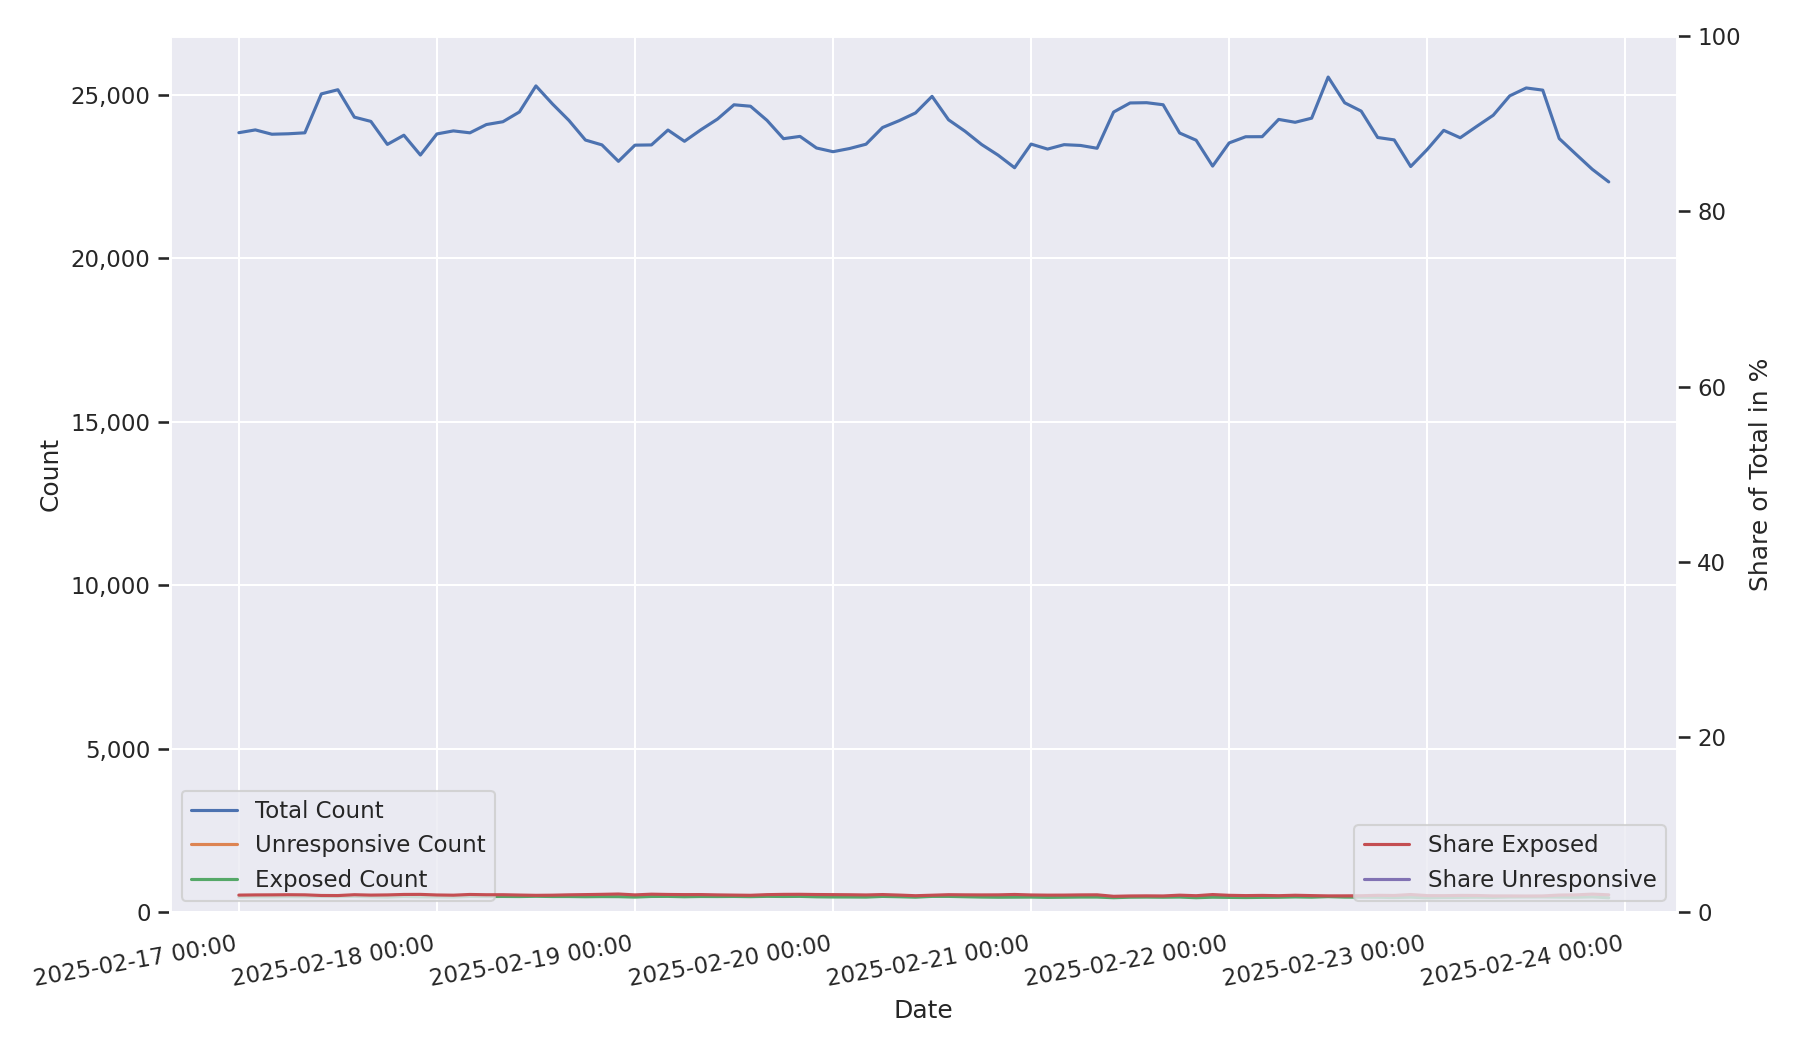 100
25,000
80
20,000
60
15,000
Count
Share of Total in %
40
10,000
20
5,000
Total Count
Unresponsive Count
Exposed Count
Share Exposed
Share Unresponsive
0
0
2025-02-17 00:00
2025-02-18 00:00
2025-02-19 00:00
2025-02-20 00:00
2025-02-21 00:00
2025-02-22 00:00
2025-02-23 00:00
2025-02-24 00:00
Date